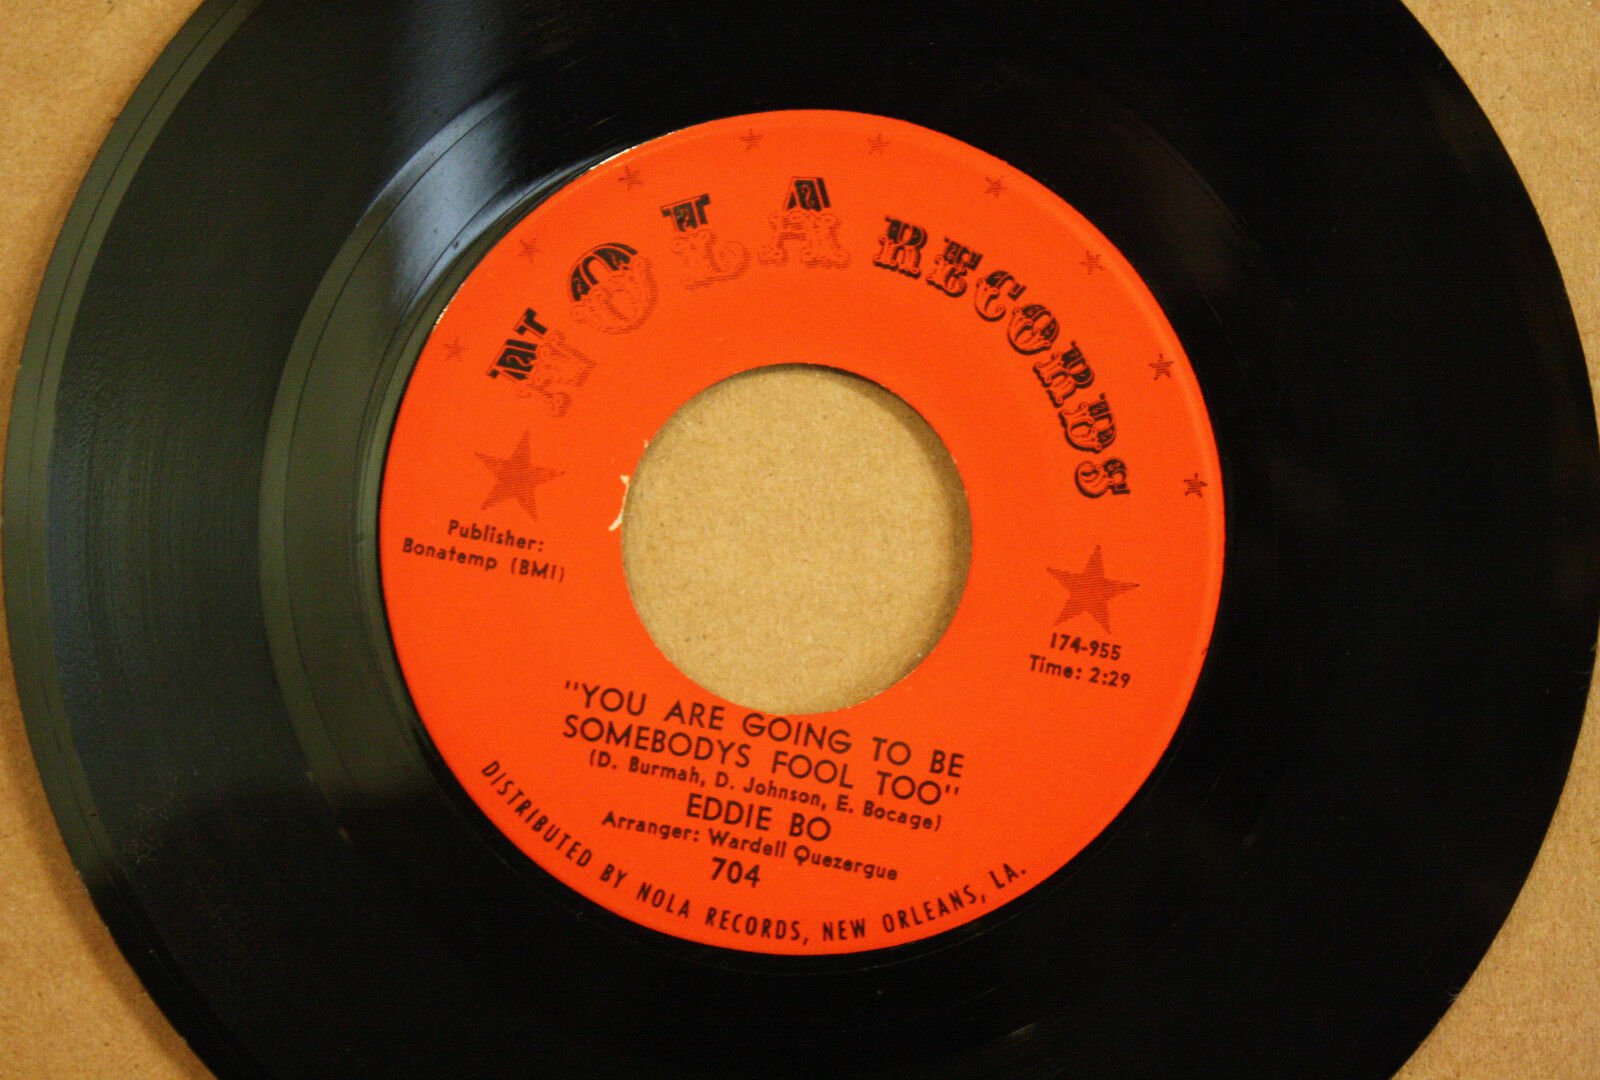 NOLA RECORDS
Publisher:
Bonatemp (BMI)
174-955
Time: 2:29
"YOU ARE GOING TO BE
SOMEBODYS FOOL TOO"
(D. Burmah, D. Johnson, E. Bocage)
EDDIE BO
Arranger: Wardell Quezergue
704
DISTRIBUTED BY NOLA RECORDS, NEW ORLEANS, LA.